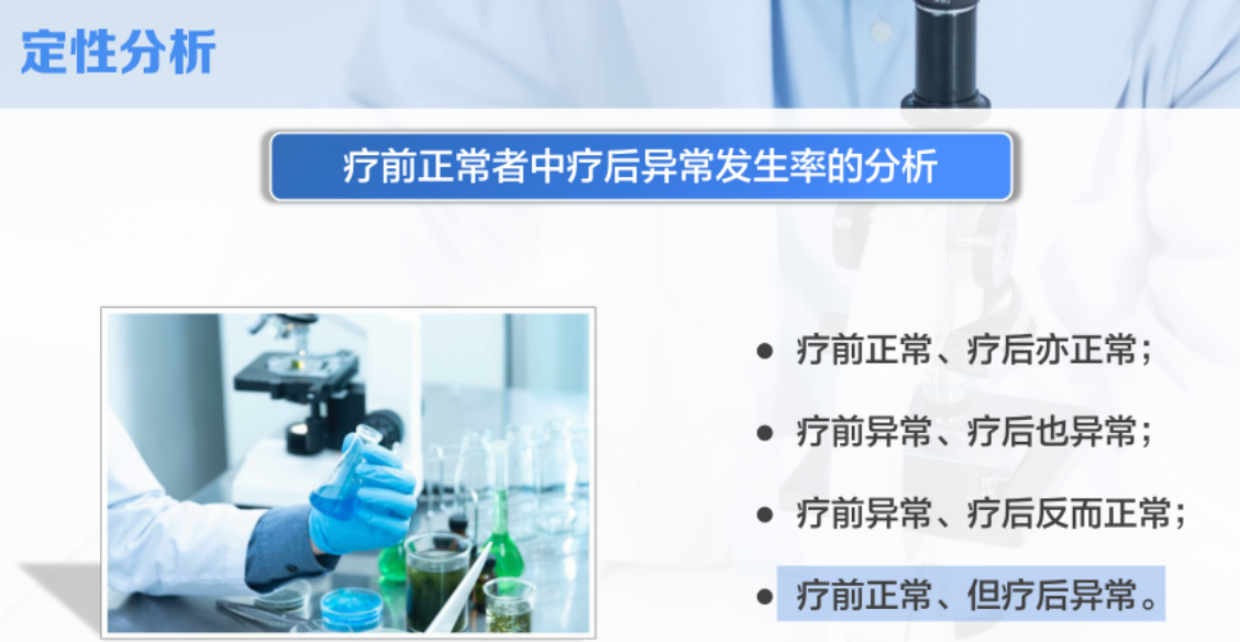 定性分析
疗前正常者中疗后异常发生率的分析
● 疗前正常、疗后亦正常；
● 疗前异常、疗后也异常；
● 疗前异常、疗后反而正常；
● 疗前正常、但疗后异常。